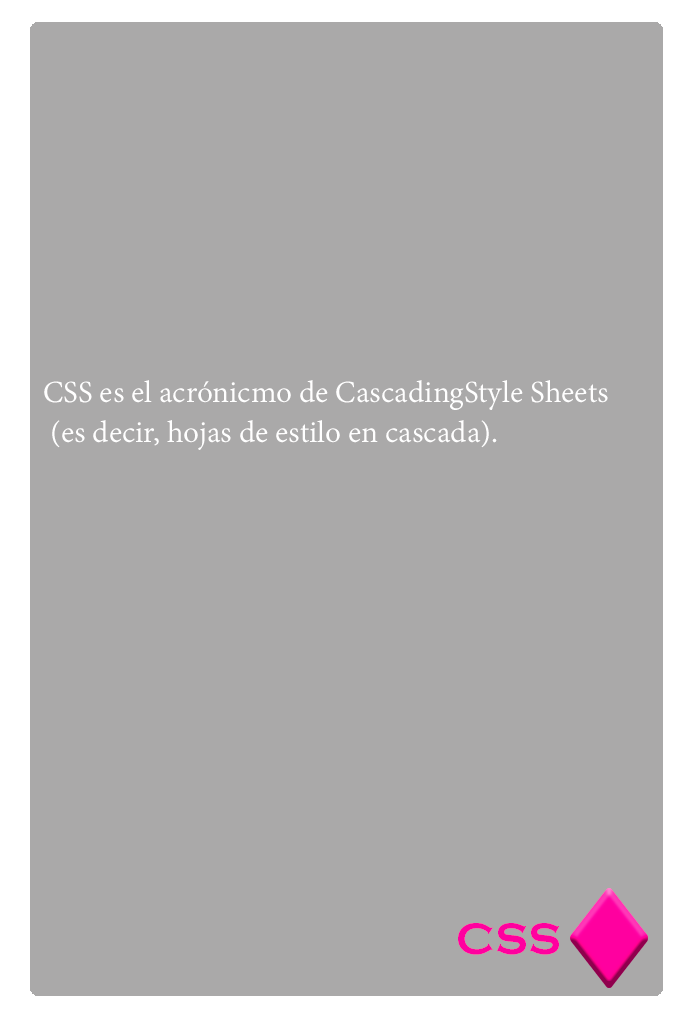 CSS es el acrónicmo de CascadingStyle Sheets
(es decir, hojas de estilo en cascada).
CSS